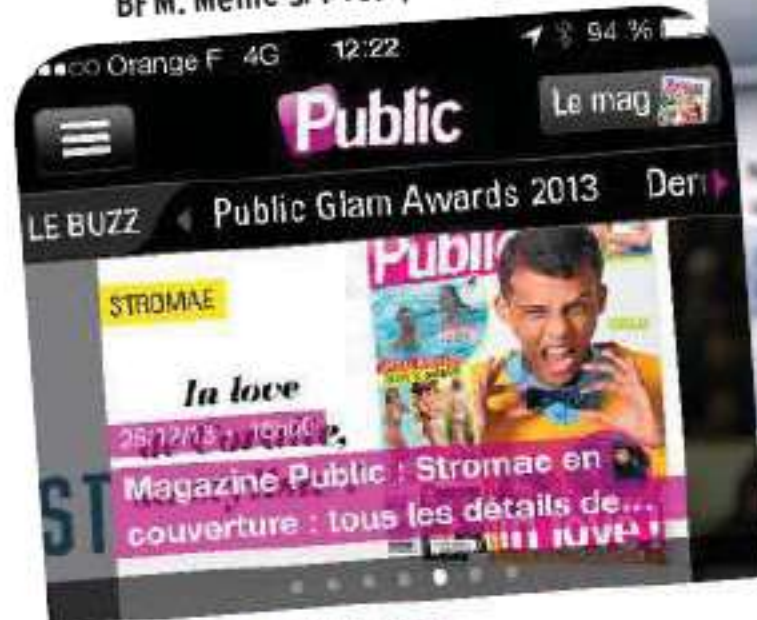 Orange F 4G 12:22 94 %
Public
Le mag
LE BUZZ Public Glam Awards 2013
STROMAE
Public
In love
Magazine Public : Stromae en
couverture : tous les détails de...